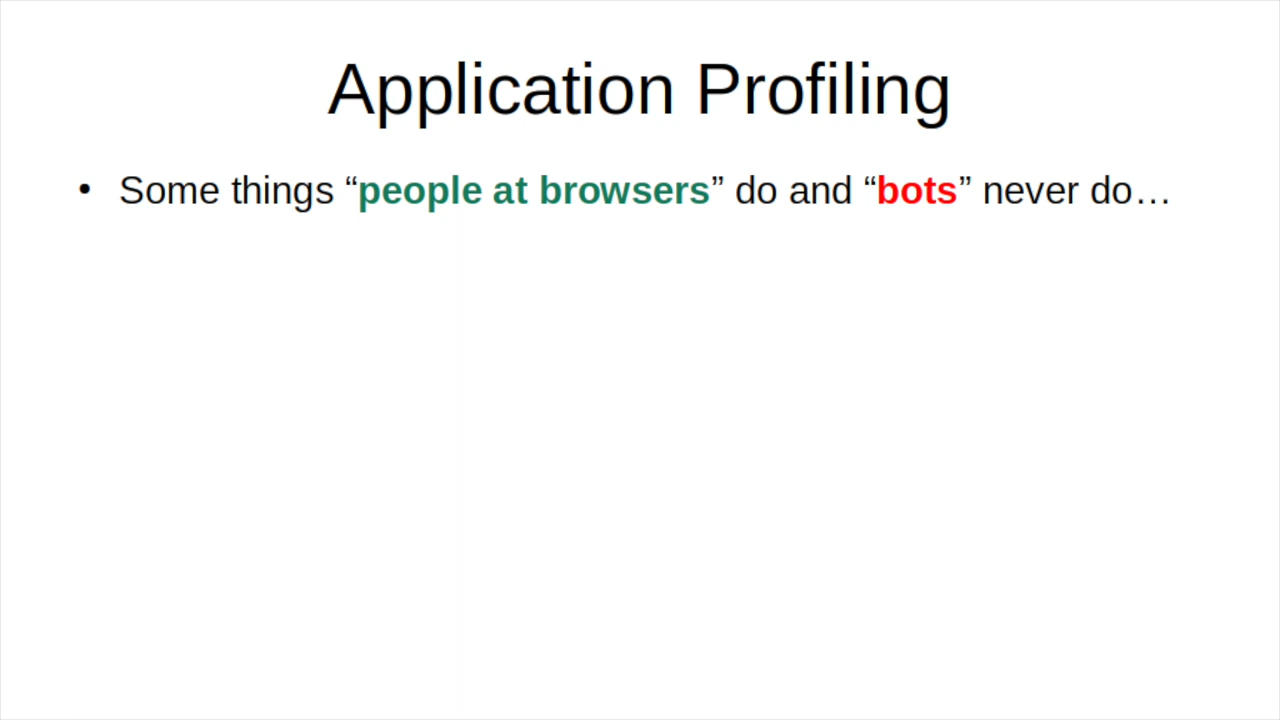 Application Profiling
• Some things “people at browsers” do and “bots” never do…